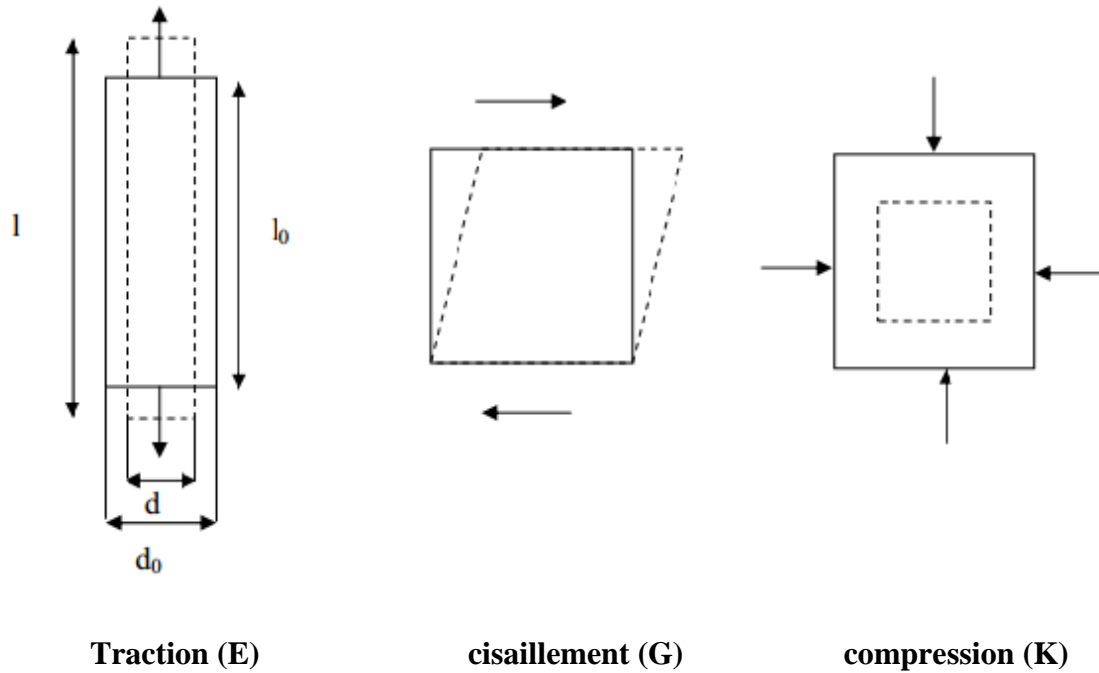 l
l₀
d
d₀
Traction (E)
cisaillement (G)
compression (K)